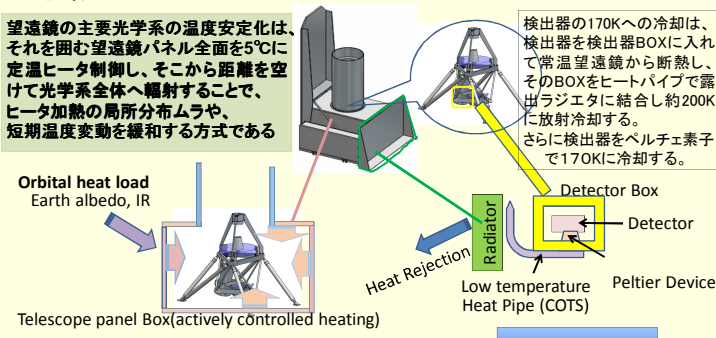 望遠鏡の主要光学系の温度安定化は、
それを囲む望遠鏡パネル全面を5℃に
定温ヒータ制御し、そこから距離を空
けて光学系全体へ輻射することで、
ヒータ加熱の局所分布ムラや、
短期温度変動を緩和する方式である
検出器の170Kへの冷却は、
検出器を検出器BOXに入れ
て常温望遠鏡から断熱し、
そのBOXをヒートパイプで露
出ラジエタに結合し約200K
に放射冷却する。
さらに検出器をペルチェ素子
で170Kに冷却する。
Orbital heat load
Earth albedo, IR
Telescope panel Box(actively controlled heating)
Heat Rejection
Radiator
Detector Box
Detector
Peltier Device
Low temperature
Heat Pipe (COTS)